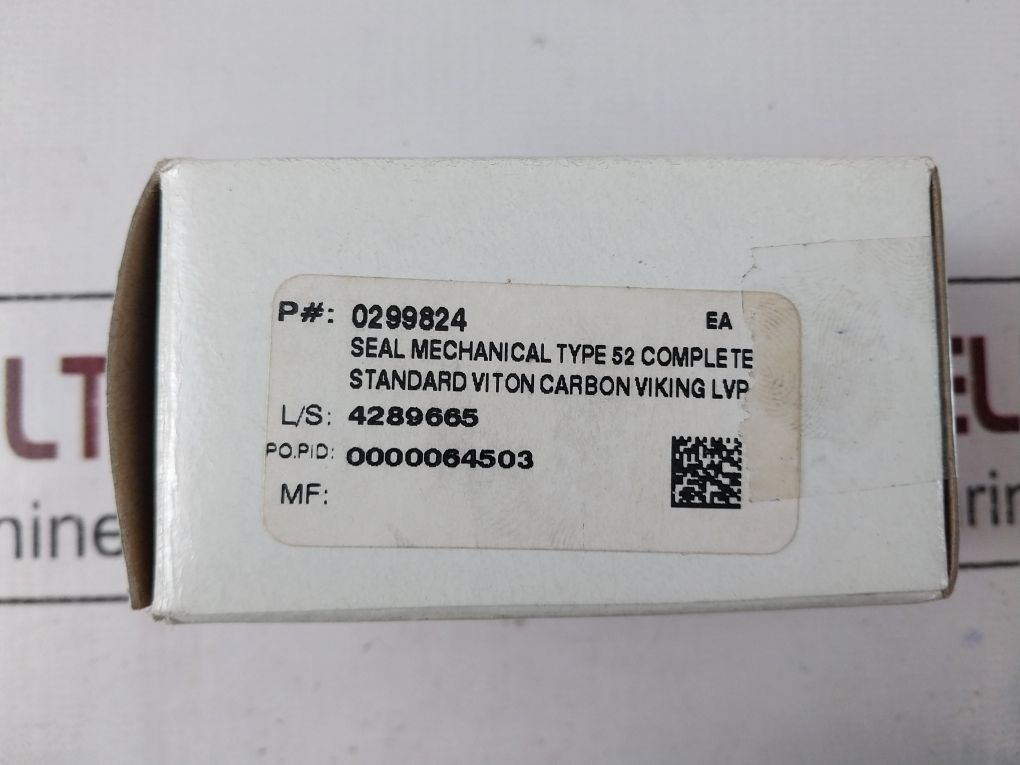 P#: 0299824 EA
SEAL MECHANICAL TYPE 52 COMPLETE
STANDARD VITON CARBON VIKING LVP
L/S: 4289665
PO.PID: 0000064503
MF: